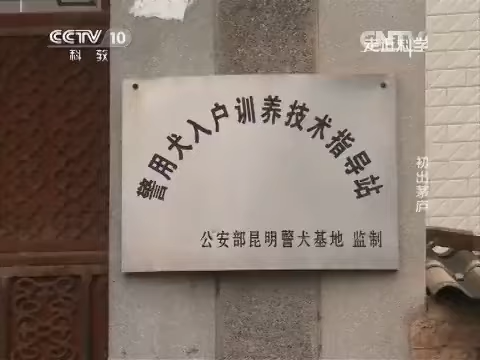 CCTV 10
科教
CNTV
走近科学
初出茅庐
警用犬入户训养技术指导站
公安部昆明警犬基地 监制